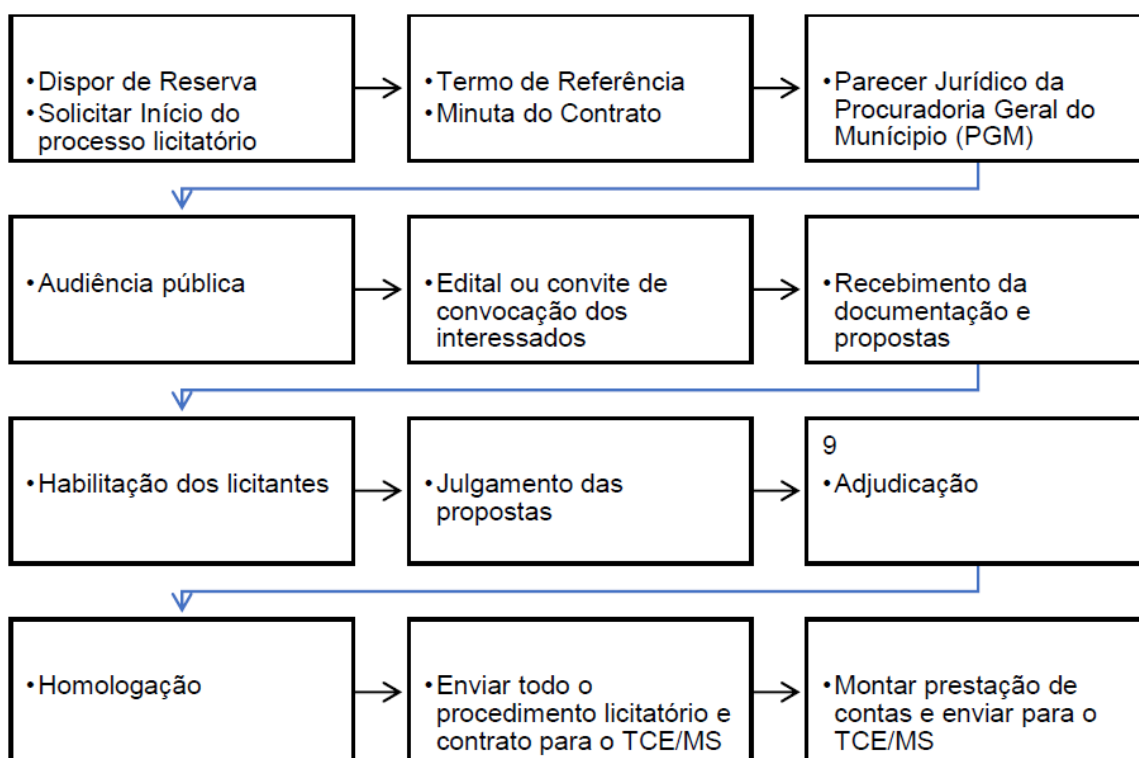 •Dispor de Reserva
•Solicitar Início do
processo licitatório
•Termo de Referência
•Minuta do Contrato
•Parecer Jurídico da
Procuradoria Geral do
Munícipio (PGM)
•Audiência pública
•Edital ou convite de
convocação dos
interessados
•Recebimento da
documentação e
propostas
•Habilitação dos licitantes
•Julgamento das
propostas
9
•Adjudicação
•Homologação
•Enviar todo o
procedimento licitatório e
contrato para o TCE/MS
•Montar prestação de
contas e enviar para o
TCE/MS